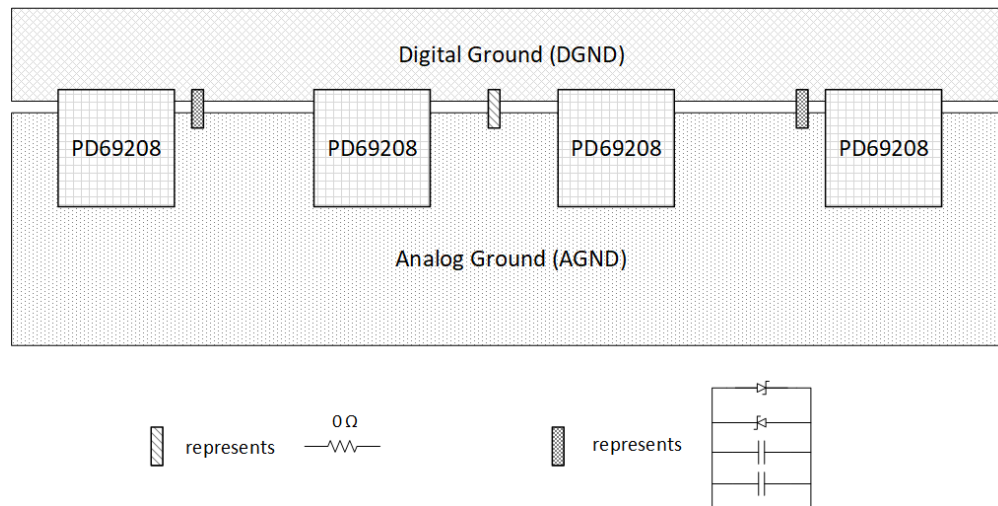 Digital Ground (DGND)
PD69208
PD69208
PD69208
PD69208
Analog Ground (AGND)
represents
0 Ω
represents